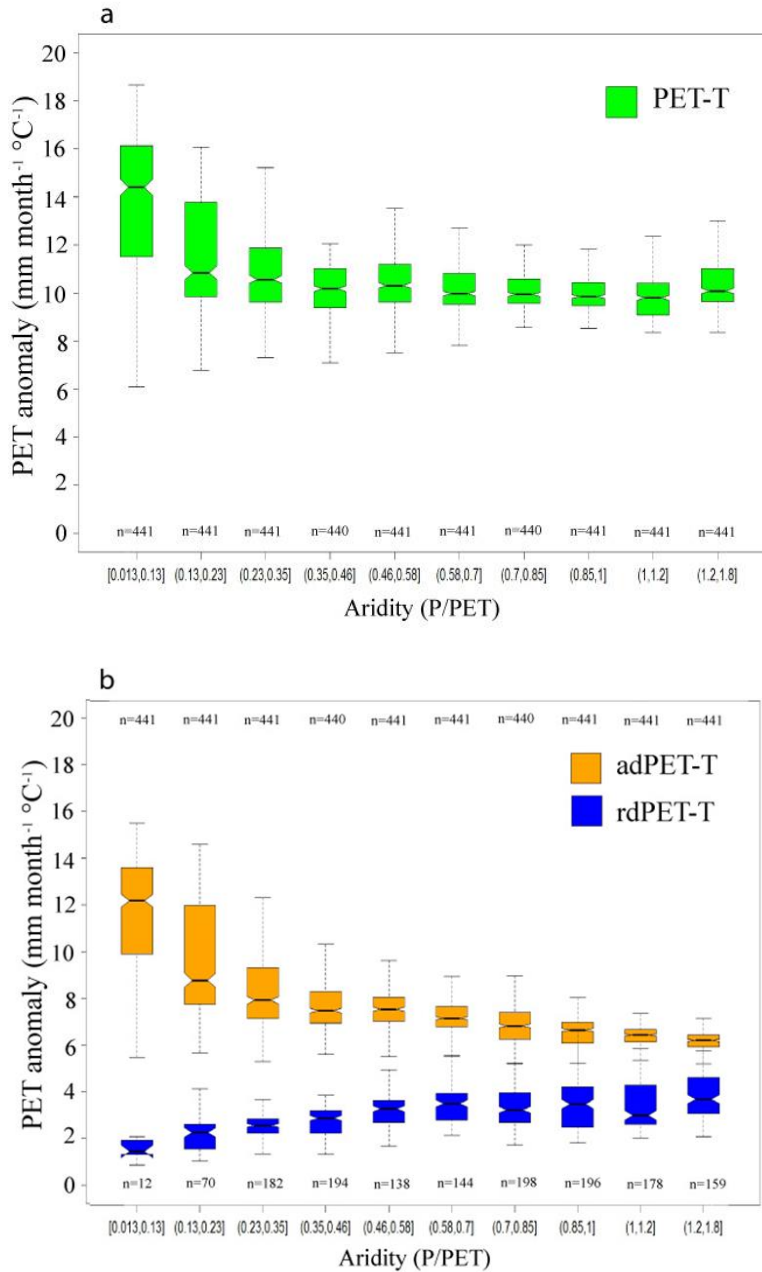 a
20
18
16
14
12
10
8
6
4
2
0
PET anomaly (mm month⁻¹ °C⁻¹)
PET-T
n=441 n=441 n=441 n=440 n=441 n=441 n=440 n=441 n=441 n=441
[0.013,0.13] (0.13,0.23] (0.23,0.35] (0.35,0.46] (0.46,0.58] (0.58,0.7] (0.7,0.85] (0.85,1] (1,1.2] (1.2,1.8]
Aridity (P/PET)
b
n=441 n=441 n=441 n=440 n=441 n=441 n=440 n=441 n=441 n=441
20
18
16
14
12
10
8
6
4
2
0
PET anomaly (mm month⁻¹ °C⁻¹)
adPET-T
rdPET-T
n=12 n=70 n=182 n=194 n=138 n=144 n=198 n=196 n=178 n=159
[0.013,0.13] (0.13,0.23] (0.23,0.35] (0.35,0.46] (0.46,0.58] (0.58,0.7] (0.7,0.85] (0.85,1] (1,1.2] (1.2,1.8]
Aridity (P/PET)